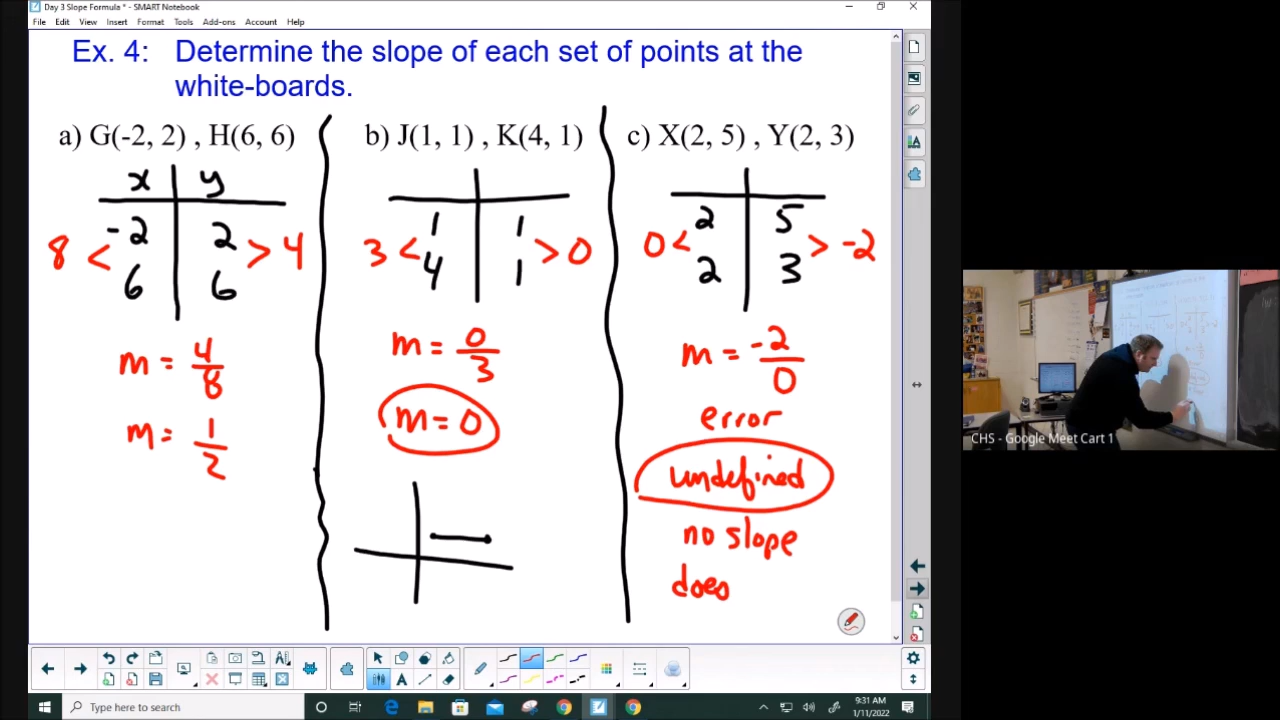 Day 3 Slope Formula * - SMART Notebook
File Edit View Insert Format Tools Add-ons Account Help
Ex. 4: Determine the slope of each set of points at the
white-boards.
a) G(-2, 2) , H(6, 6)
x y
-2 2
8 < > 4
6 6
m = 4/8
m = 1/2
b) J(1, 1) , K(4, 1)
1 1
3 < > 0
4 1
m = 0/3
m = 0
c) X(2, 5) , Y(2, 3)
2 5
0 < > -2
2 3
m = -2/0
error
undefined
no slope
does
CHS - Google Meet Cart 1
Type here to search
9:31 AM
1/11/2022